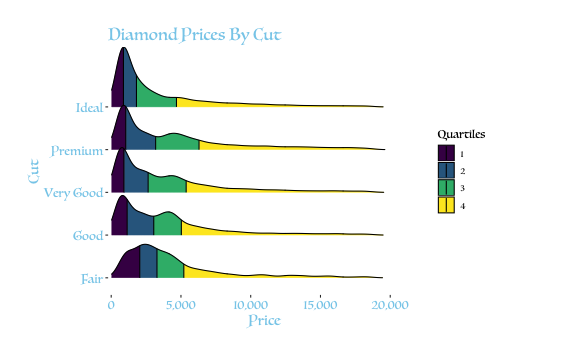 Diamond Prices By Cut
Ideal
Premium
Very Good
Good
Fair
Cut
0
5,000
10,000
15,000
20,000
Price
Quartiles
1
2
3
4